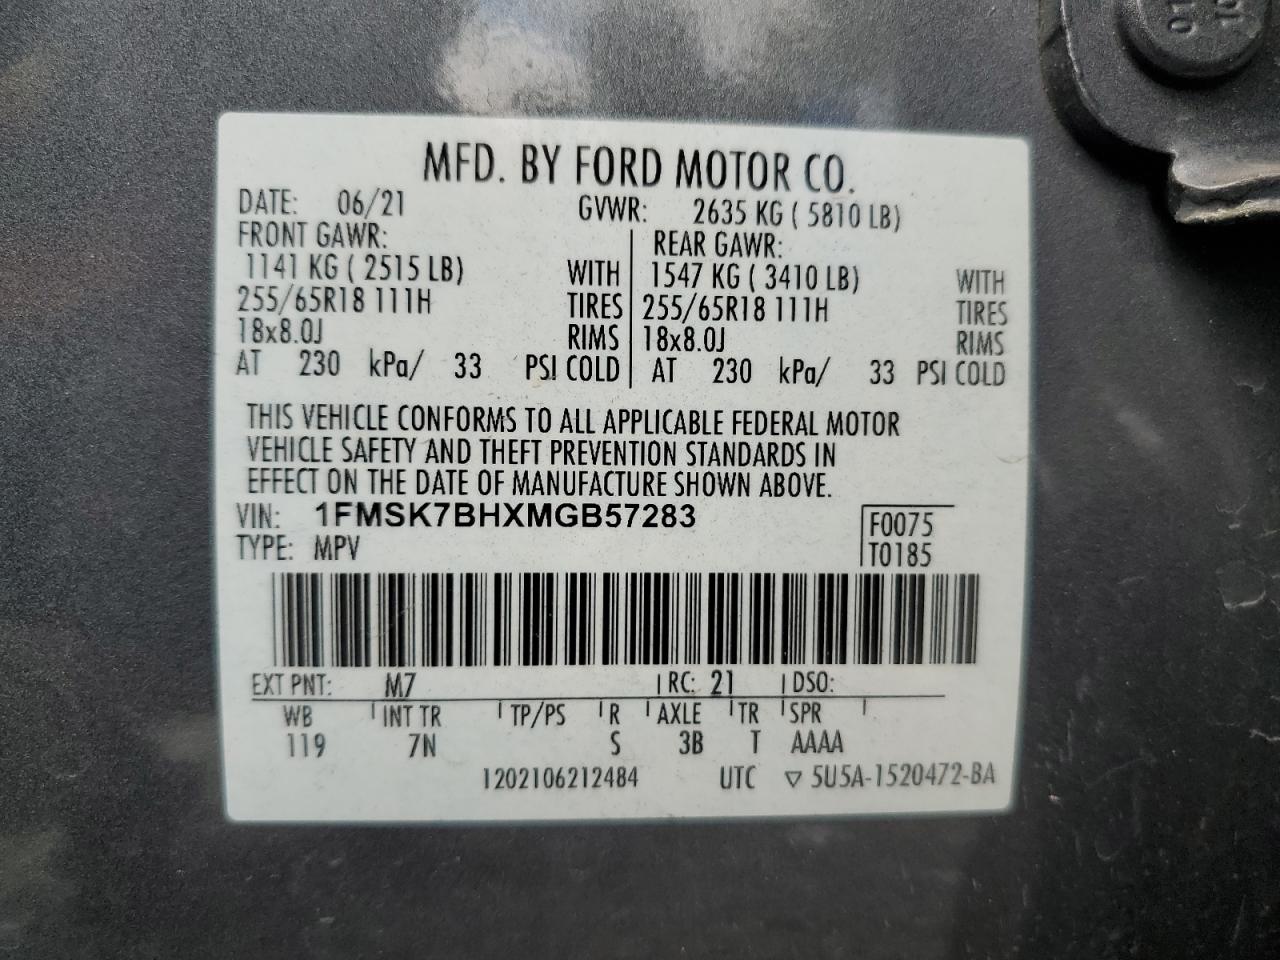 MFD. BY FORD MOTOR CO.
DATE: 06/21 GVWR: 2635 KG ( 5810 LB)
FRONT GAWR: REAR GAWR:
1141 KG ( 2515 LB) WITH 1547 KG ( 3410 LB) WITH
255/65R18 111H TIRES 255/65R18 111H TIRES
18x8.0J RIMS 18x8.0J RIMS
AT 230 kPa/ 33 PSI COLD AT 230 kPa/ 33 PSI COLD
THIS VEHICLE CONFORMS TO ALL APPLICABLE FEDERAL MOTOR
VEHICLE SAFETY AND THEFT PREVENTION STANDARDS IN
EFFECT ON THE DATE OF MANUFACTURE SHOWN ABOVE.
VIN: 1FMSK7BHXMGB57283 F0075
TYPE: MPV T0185
EXT PNT: M7 RC: 21 DSO:
WB INT TR TP/PS R AXLE TR SPR
119 7N S 3B T AAAA
1202106212484 UTC ▽ 5U5A-1520472-BA